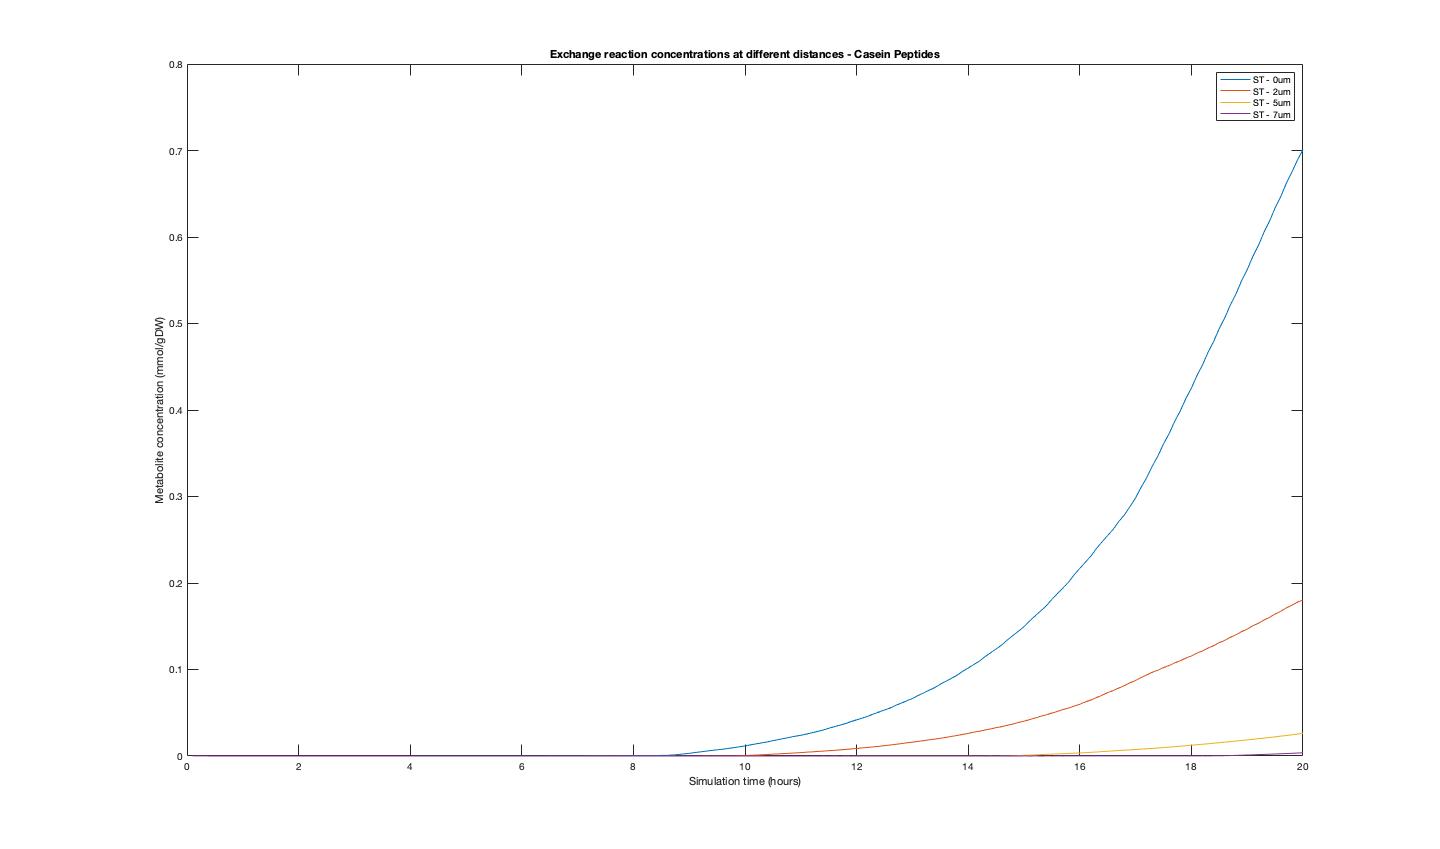 Exchange reaction concentrations at different distances - Casein Peptides
0.8
0.7
0.6
0.5
0.4
0.3
0.2
0.1
0
Metabolite concentration (mmol/gDW)
ST - 0um
ST - 2um
ST - 5um
ST - 7um
0 2 4 6 8 10 12 14 16 18 20
Simulation time (hours)